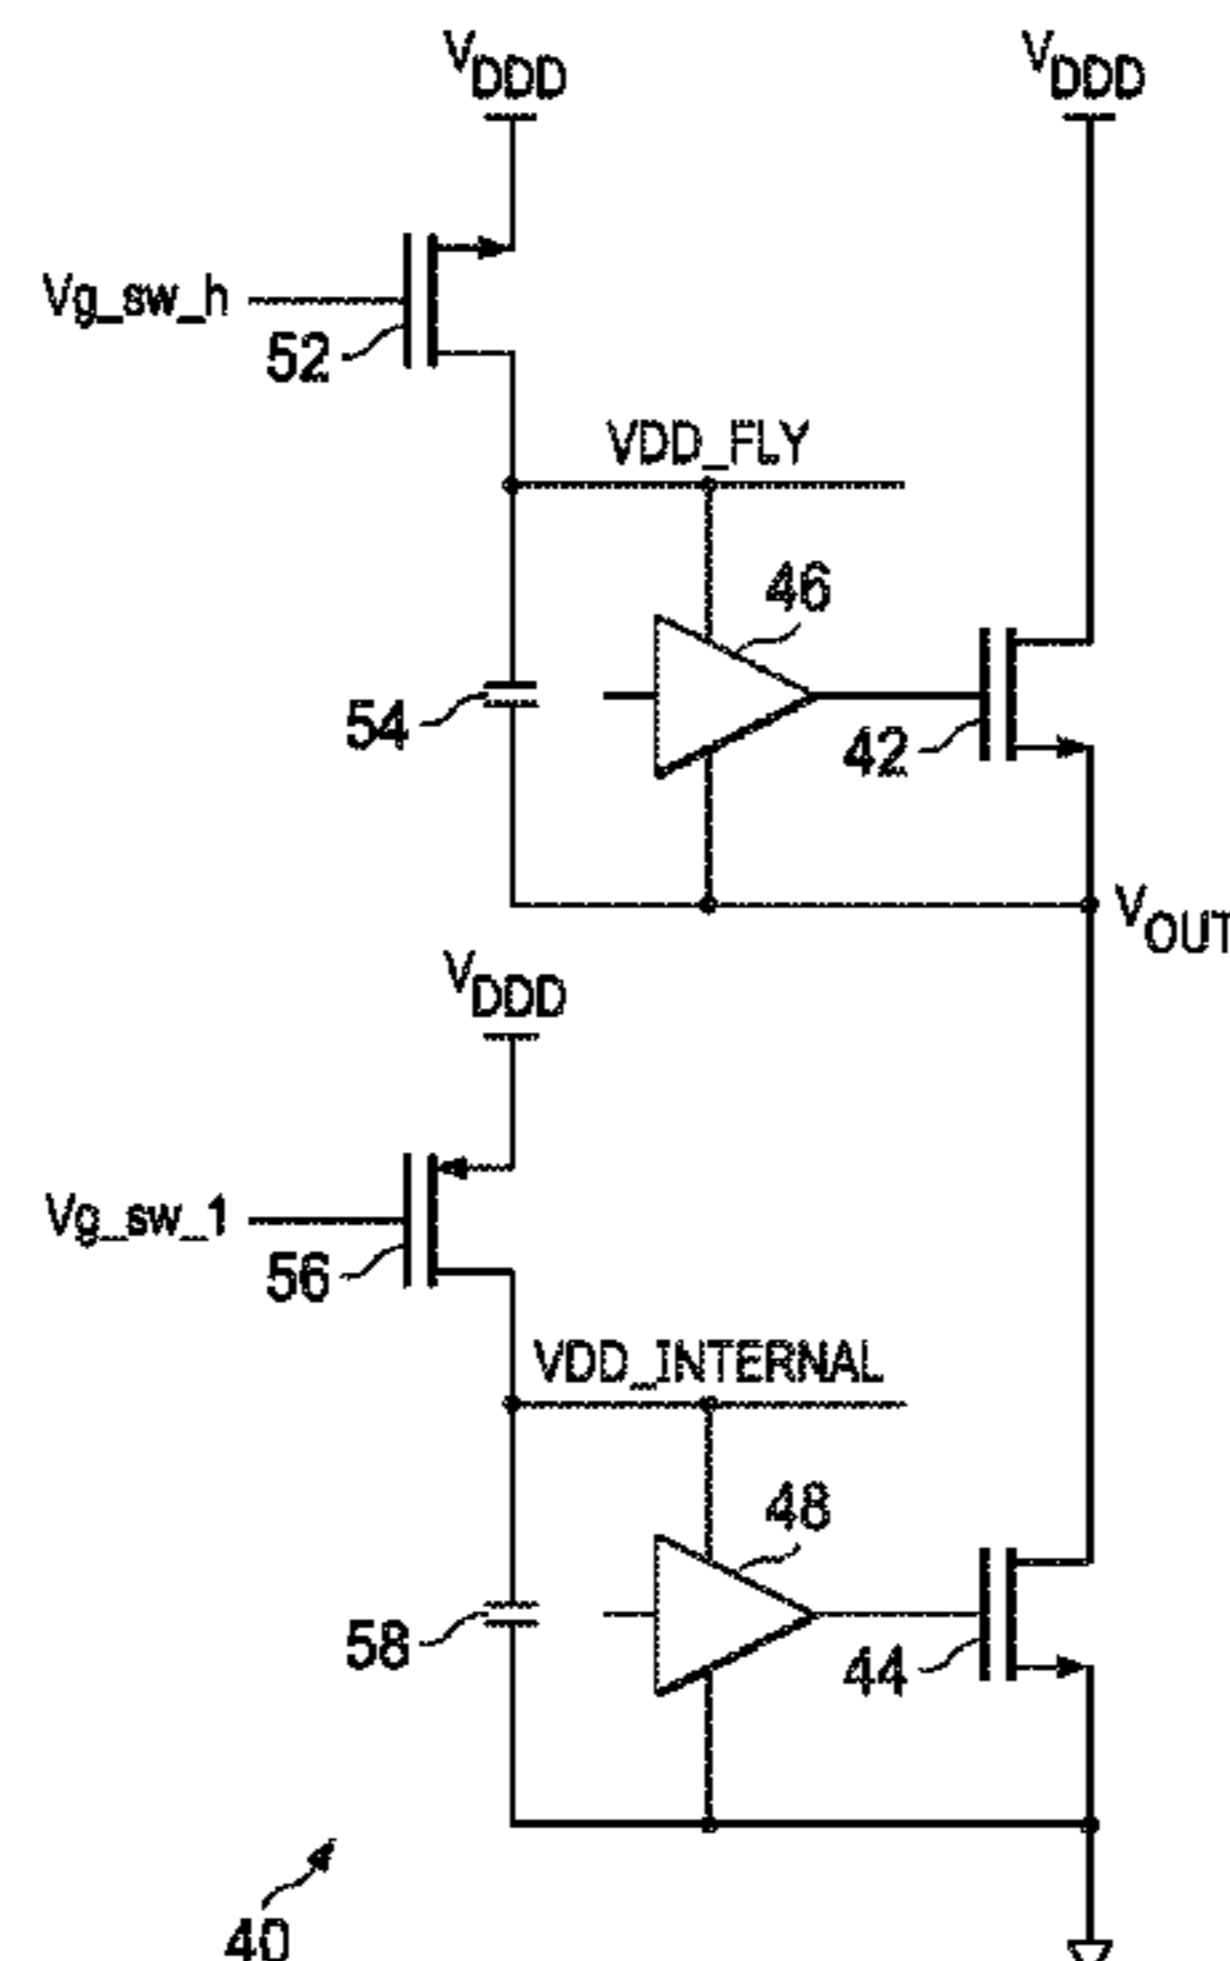 VDDD
VDDD
Vg_sw_h
52
VDD_FLY
46
54
42
VOUT
VDDD
Vg_sw_1
56
VDD_INTERNAL
48
58
44
40